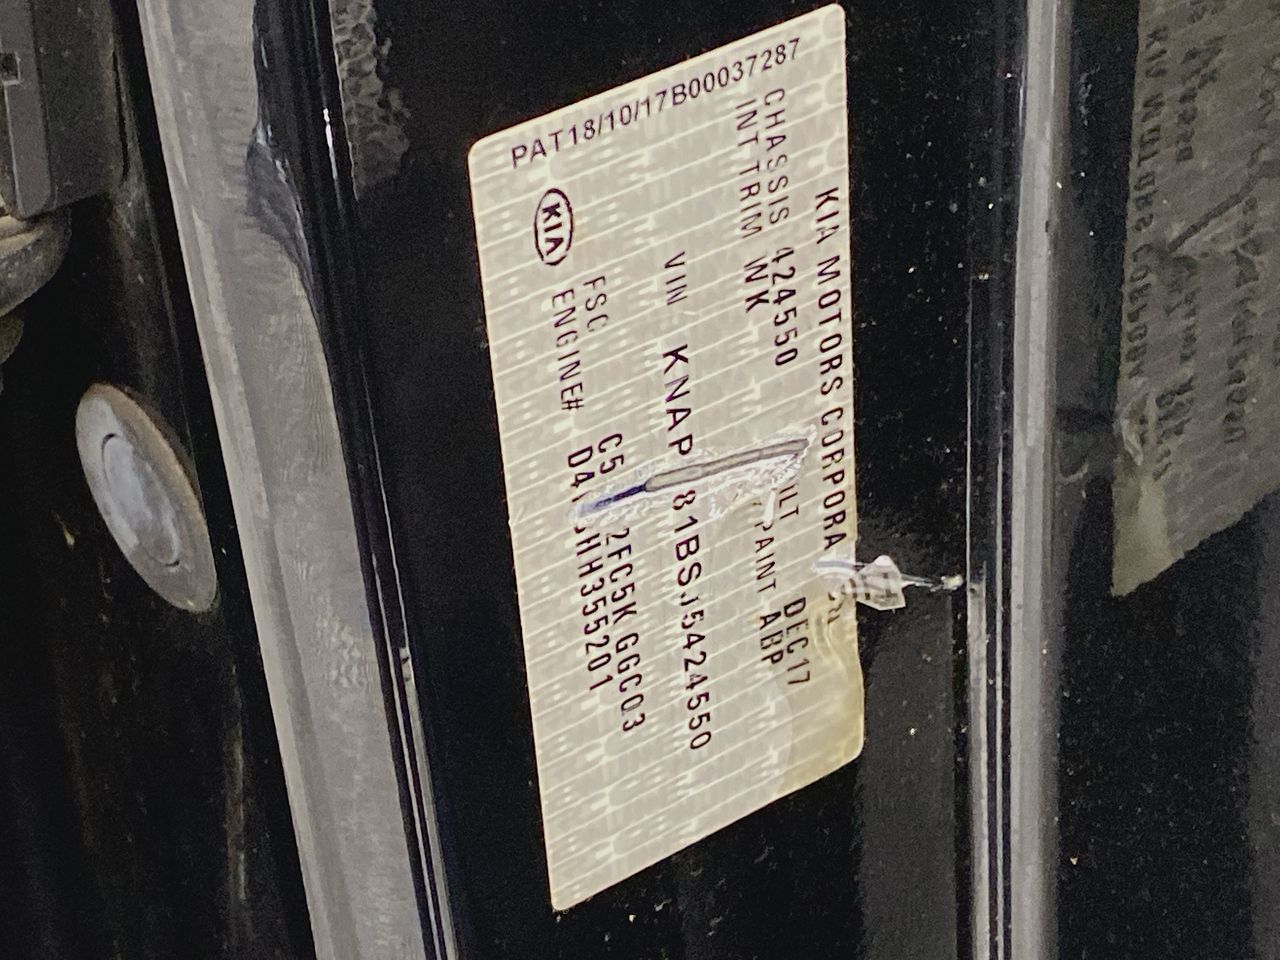 PAT18/10/17B00037287
KIA MOTORS CORPORA
CHASSIS 424550
INT TRIM WK
ILT DEC17
PAINT ABP
VIN KNAP 81BSJ5424550
KIA
FSC C5 2FC5K GGC03
ENGINE# D4 HH355201